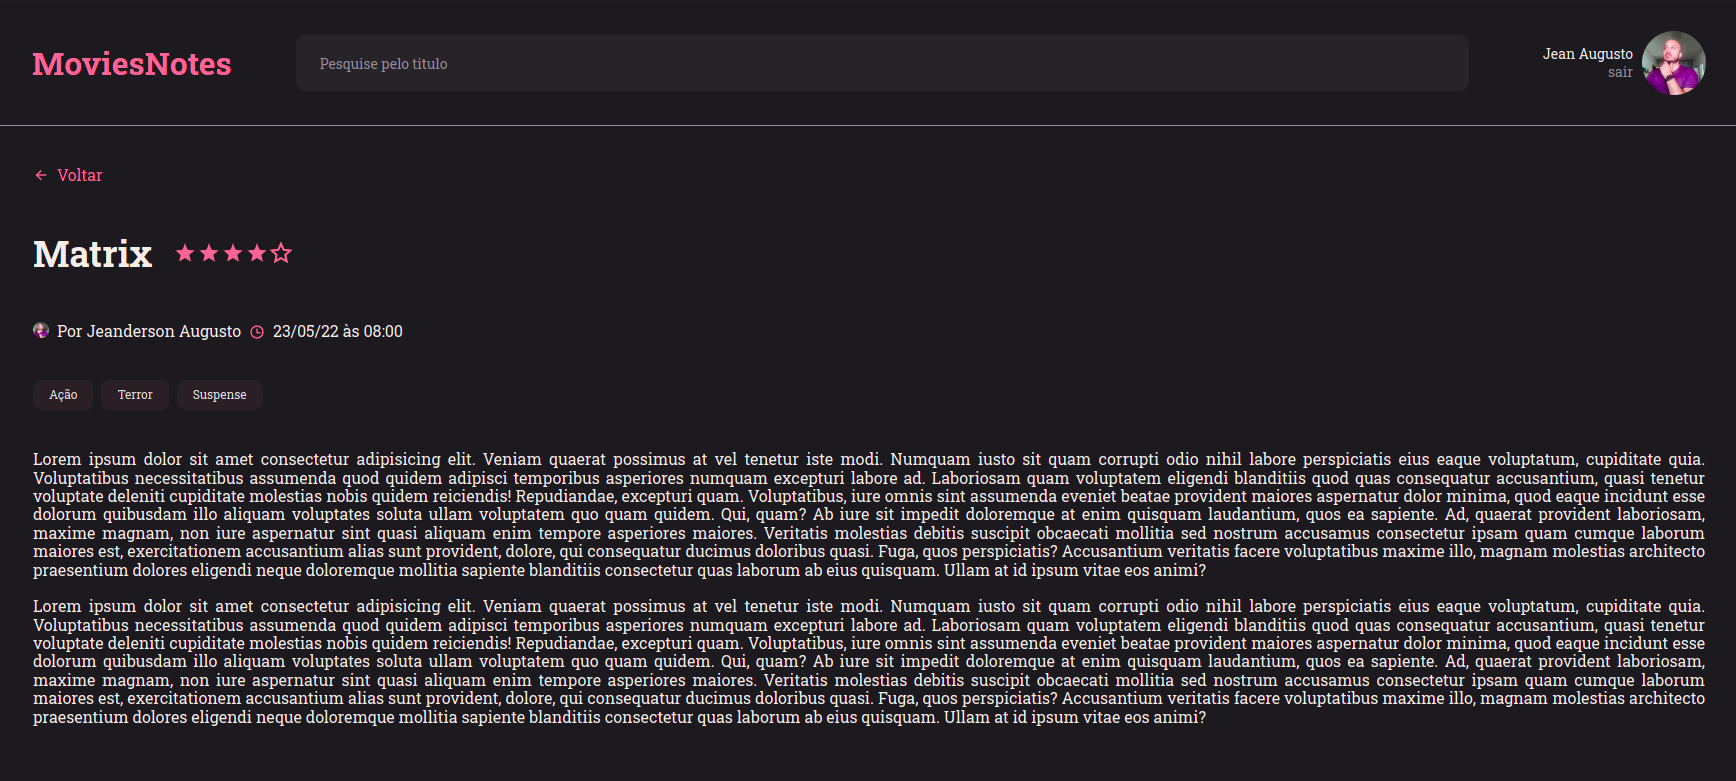 MoviesNotes
Pesquise pelo titulo
Jean Augusto
sair
Voltar
Matrix
Por Jeanderson Augusto 23/05/22 às 08:00
Ação Terror Suspense
Lorem ipsum dolor sit amet consectetur adipisicing elit. Veniam quaerat possimus at vel tenetur iste modi. Numquam iusto sit quam corrupti odio nihil labore perspiciatis eius eaque voluptatum, cupiditate quia.
Voluptatibus necessitatibus assumenda quod quidem adipisci temporibus asperiores numquam excepturi labore ad. Laboriosam quam voluptatem eligendi blanditiis quod quas consequatur accusantium, quasi tenetur
voluptate deleniti cupiditate molestias nobis quidem reiciendis! Repudiandae, excepturi quam. Voluptatibus, iure omnis sint assumenda eveniet beatae provident maiores aspernatur dolor minima, quod eaque incidunt esse
dolorum quibusdam illo aliquam voluptates soluta ullam voluptatem quo quam quidem. Qui, quam? Ab iure sit impedit doloremque at enim quisquam laudantium, quos ea sapiente. Ad, quaerat provident laboriosam,
maxime magnam, non iure aspernatur sint quasi aliquam enim tempore asperiores maiores. Veritatis molestias debitis suscipit obcaecati mollitia sed nostrum accusamus consectetur ipsam quam cumque laborum
maiores est, exercitationem accusantium alias sunt provident, dolore, qui consequatur ducimus doloribus quasi. Fuga, quos perspiciatis? Accusantium veritatis facere voluptatibus maxime illo, magnam molestias architecto
praesentium dolores eligendi neque doloremque mollitia sapiente blanditiis consectetur quas laborum ab eius quisquam. Ullam at id ipsum vitae eos animi?
Lorem ipsum dolor sit amet consectetur adipisicing elit. Veniam quaerat possimus at vel tenetur iste modi. Numquam iusto sit quam corrupti odio nihil labore perspiciatis eius eaque voluptatum, cupiditate quia.
Voluptatibus necessitatibus assumenda quod quidem adipisci temporibus asperiores numquam excepturi labore ad. Laboriosam quam voluptatem eligendi blanditiis quod quas consequatur accusantium, quasi tenetur
voluptate deleniti cupiditate molestias nobis quidem reiciendis! Repudiandae, excepturi quam. Voluptatibus, iure omnis sint assumenda eveniet beatae provident maiores aspernatur dolor minima, quod eaque incidunt esse
dolorum quibusdam illo aliquam voluptates soluta ullam voluptatem quo quam quidem. Qui, quam? Ab iure sit impedit doloremque at enim quisquam laudantium, quos ea sapiente. Ad, quaerat provident laboriosam,
maxime magnam, non iure aspernatur sint quasi aliquam enim tempore asperiores maiores. Veritatis molestias debitis suscipit obcaecati mollitia sed nostrum accusamus consectetur ipsam quam cumque laborum
maiores est, exercitationem accusantium alias sunt provident, dolore, qui consequatur ducimus doloribus quasi. Fuga, quos perspiciatis? Accusantium veritatis facere voluptatibus maxime illo, magnam molestias architecto
praesentium dolores eligendi neque doloremque mollitia sapiente blanditiis consectetur quas laborum ab eius quisquam. Ullam at id ipsum vitae eos animi?